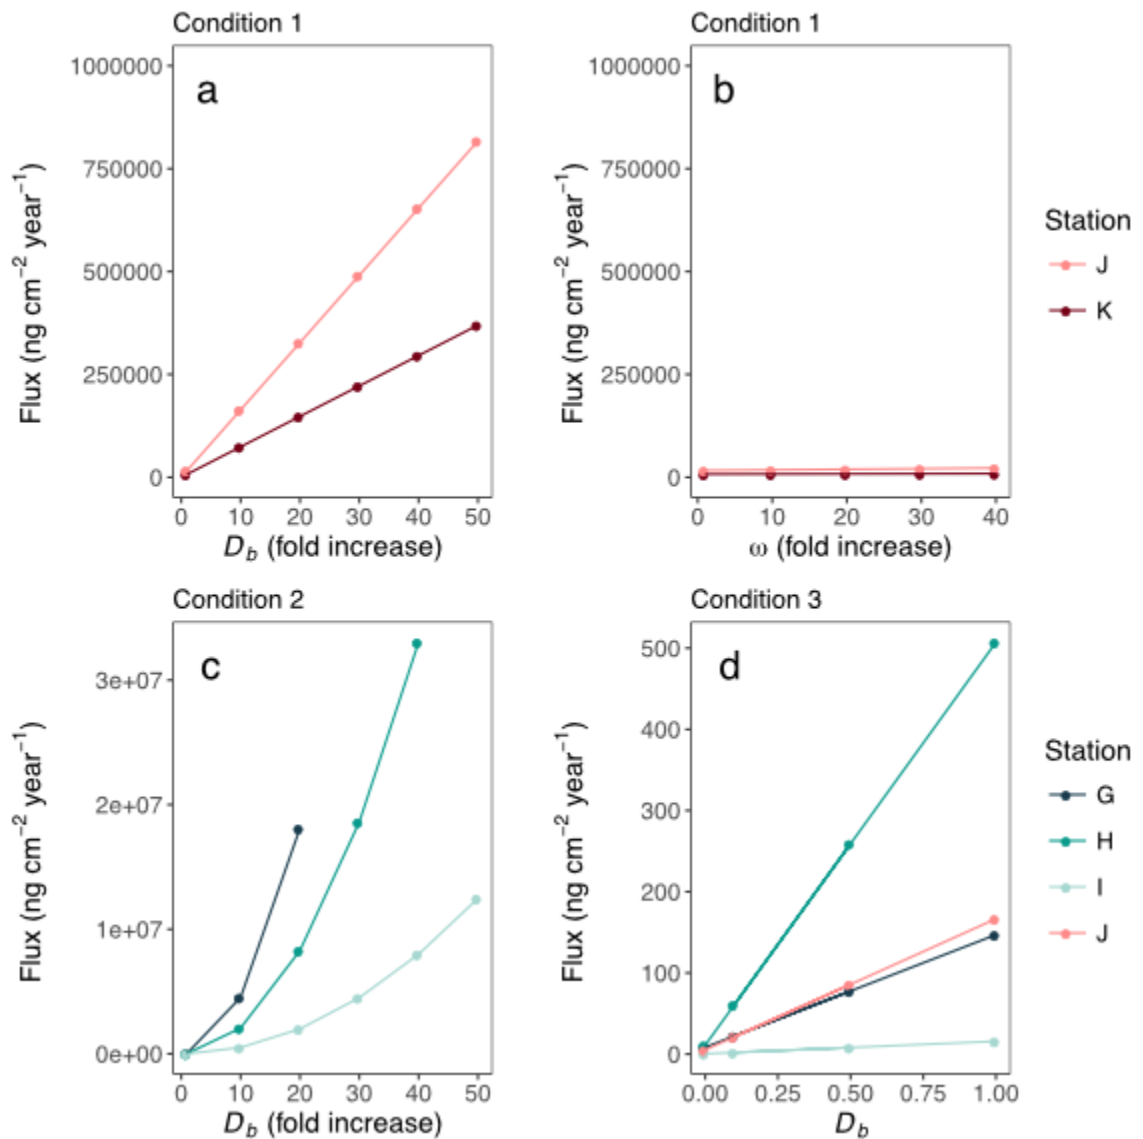 Condition 1
a
1000000
750000
500000
250000
0
Flux (ng cm⁻² year⁻¹)
0 10 20 30 40 50
D_b (fold increase)
Condition 1
b
1000000
750000
500000
250000
0
Flux (ng cm⁻² year⁻¹)
0 10 20 30 40
ω (fold increase)
Station
J
K
Condition 2
c
3e+07
2e+07
1e+07
0e+00
Flux (ng cm⁻² year⁻¹)
0 10 20 30 40 50
D_b (fold increase)
Condition 3
d
500
400
300
200
100
0
Flux (ng cm⁻² year⁻¹)
0.00 0.25 0.50 0.75 1.00
D_b
Station
G
H
I
J